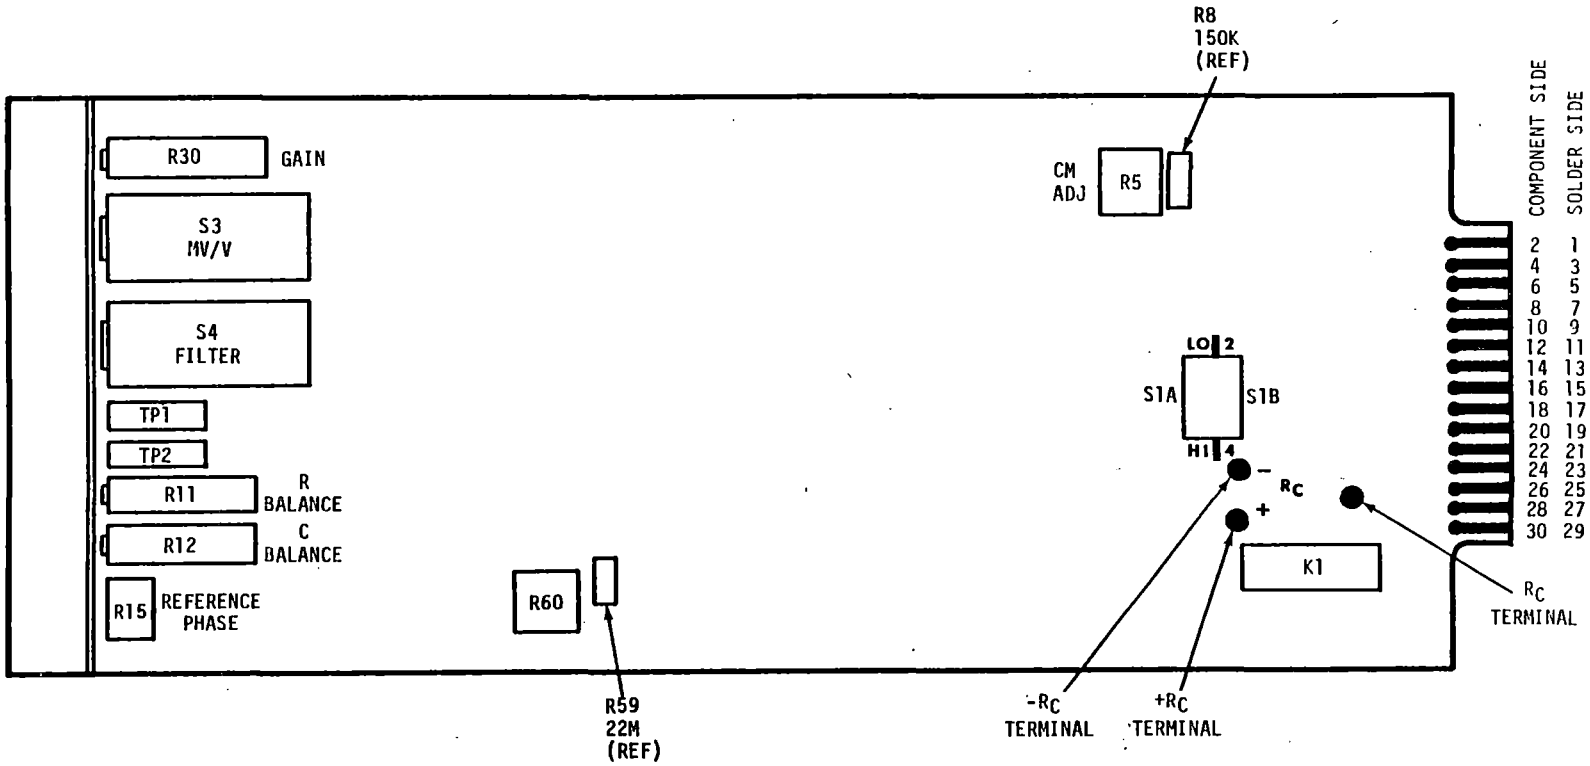 R8
150K
(REF)
COMPONENT SIDE
SOLDER SIDE
R30
GAIN
S3
MV/V
S4
FILTER
TP1
TP2
R11
R
BALANCE
R12
C
BALANCE
R15
REFERENCE
PHASE
R60
R59
22M
(REF)
CM
ADJ
R5
LO 2
S1A
S1B
HI 4
-
RC
+
K1
-RC
TERMINAL
+RC
TERMINAL
RC
TERMINAL
2 1
4 3
6 5
8 7
10 9
12 11
14 13
16 15
18 17
20 19
22 21
24 23
26 25
28 27
30 29